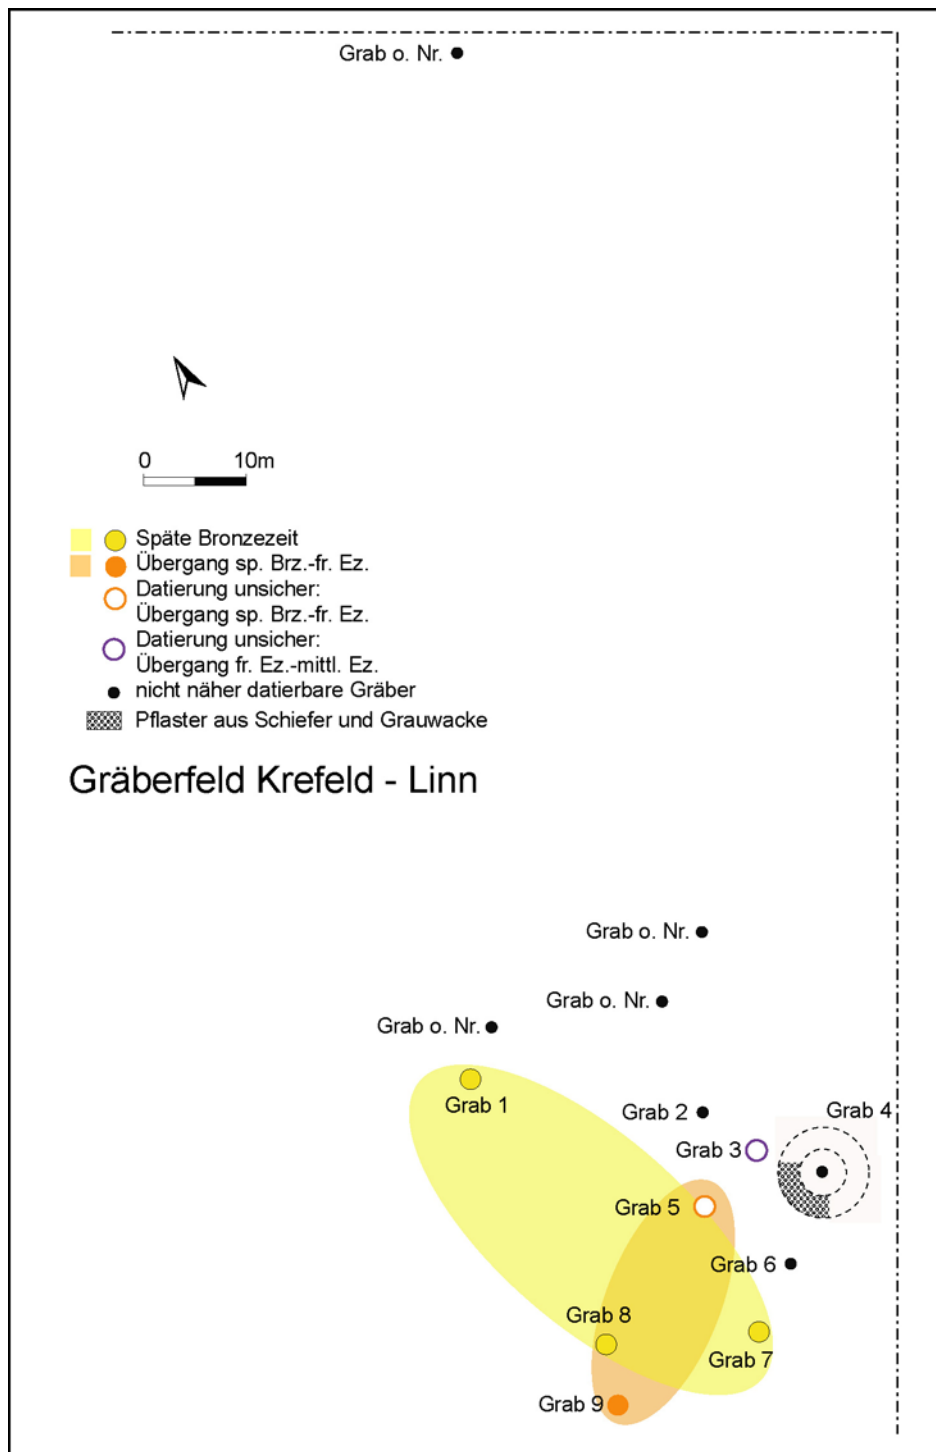 Grab o. Nr.
0 10m
Späte Bronzezeit
Übergang sp. Brz.-fr. Ez.
Datierung unsicher:
Übergang sp. Brz.-fr. Ez.
Datierung unsicher:
Übergang fr. Ez.-mittl. Ez.
nicht näher datierbare Gräber
Pflaster aus Schiefer und Grauwacke
Gräberfeld Krefeld - Linn
Grab o. Nr.
Grab o. Nr.
Grab o. Nr.
Grab 1
Grab 2
Grab 4
Grab 3
Grab 5
Grab 6
Grab 8
Grab 7
Grab 9